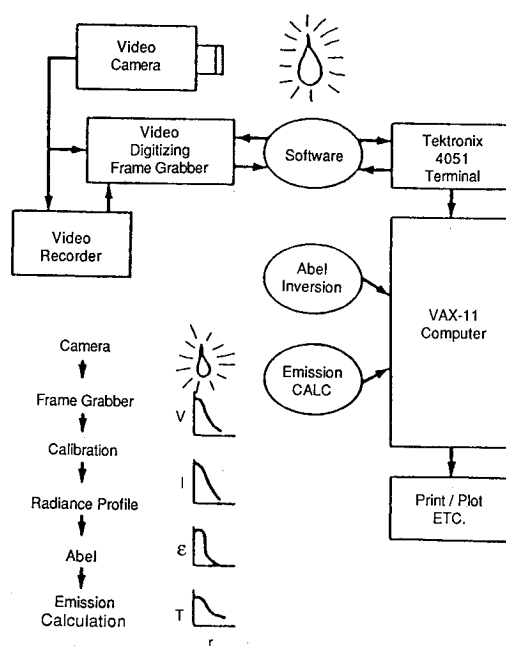 Video
Camera
Video
Digitizing
Frame Grabber
Software
Tektronix
4051
Terminal
Video
Recorder
Abel
Inversion
VAX-11
Computer
Emission
CALC
Print / Plot
ETC.
Camera
Frame Grabber
Calibration
Radiance Profile
Abel
Emission
Calculation
V
I
ε
T
r